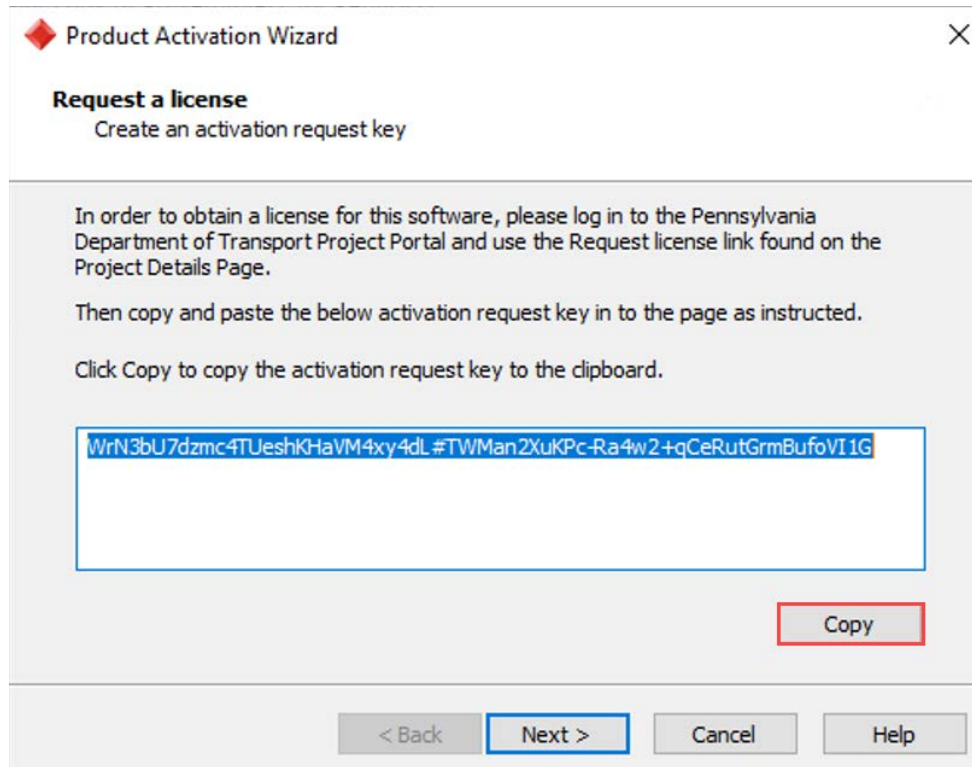 Product Activation Wizard
Request a license
Create an activation request key
In order to obtain a license for this software, please log in to the Pennsylvania
Department of Transport Project Portal and use the Request license link found on the
Project Details Page.
Then copy and paste the below activation request key in to the page as instructed.
Click Copy to copy the activation request key to the clipboard.
WrN3bU7dzmc4TUeshKHaVM4xy4dL#TWMan2XuKPc-Ra4w2+qCeRutGrmBufoVI1G
Copy
< Back Next > Cancel Help